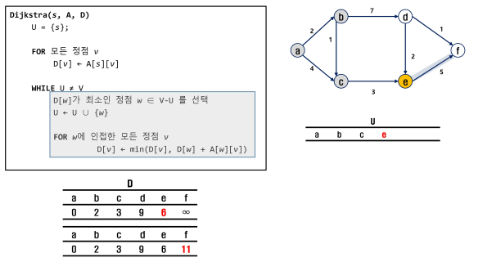 Dijkstra(s, A, D)
U = {s};
FOR 모든 정점 v
D[v] ← A[s][v]
WHILE U ≠ V
D[w]가 최소인 정점 w ∈ V-U 를 선택
U ← U ∪ {w}
FOR w에 인접한 모든 정점 v
D[v] ← min(D[v], D[w] + A[w][v])
b 7 d
2 1
a 1 2 f
4 5
c 3 e
U
a b c e
D
a b c d e f
0 2 3 9 6 ∞
a b c d e f
0 2 3 9 6 11